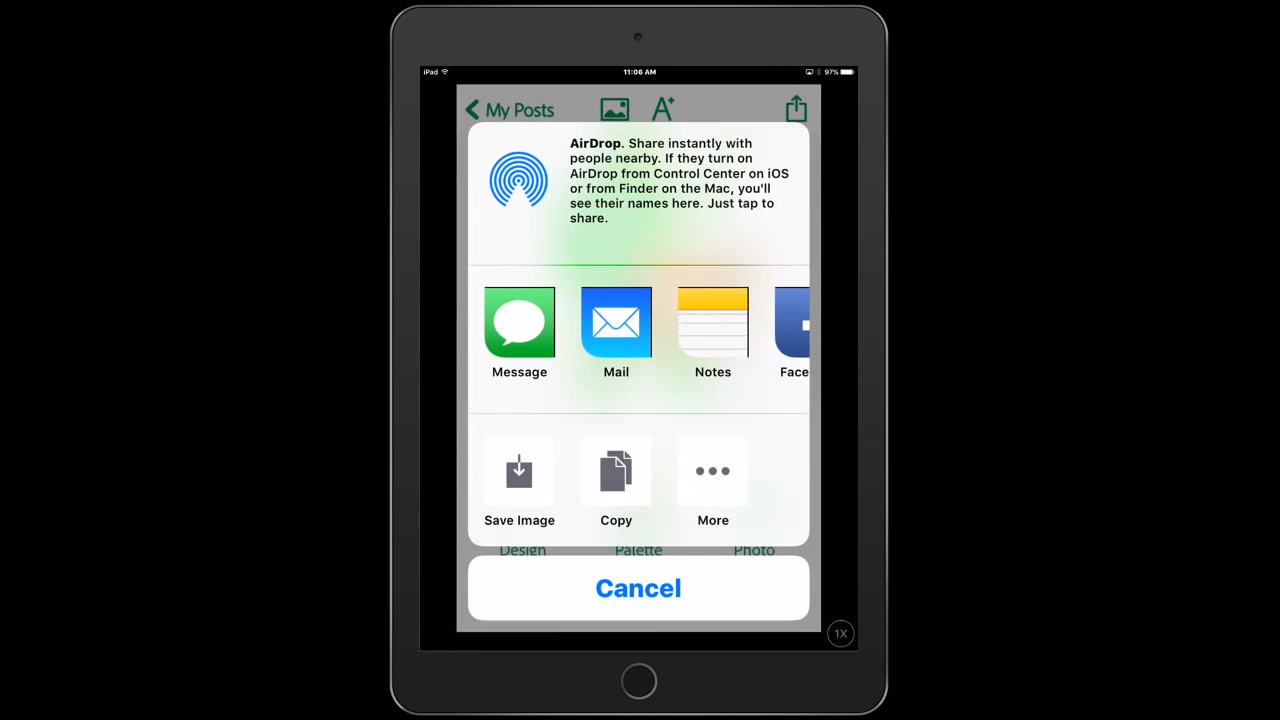 iPad
11:06 AM
97%
My Posts
A+
AirDrop. Share instantly with
people nearby. If they turn on
AirDrop from Control Center on iOS
or from Finder on the Mac, you'll
see their names here. Just tap to
share.
Message
Mail
Notes
Face
Save Image
Copy
More
Design
Palette
Photo
Cancel
1X